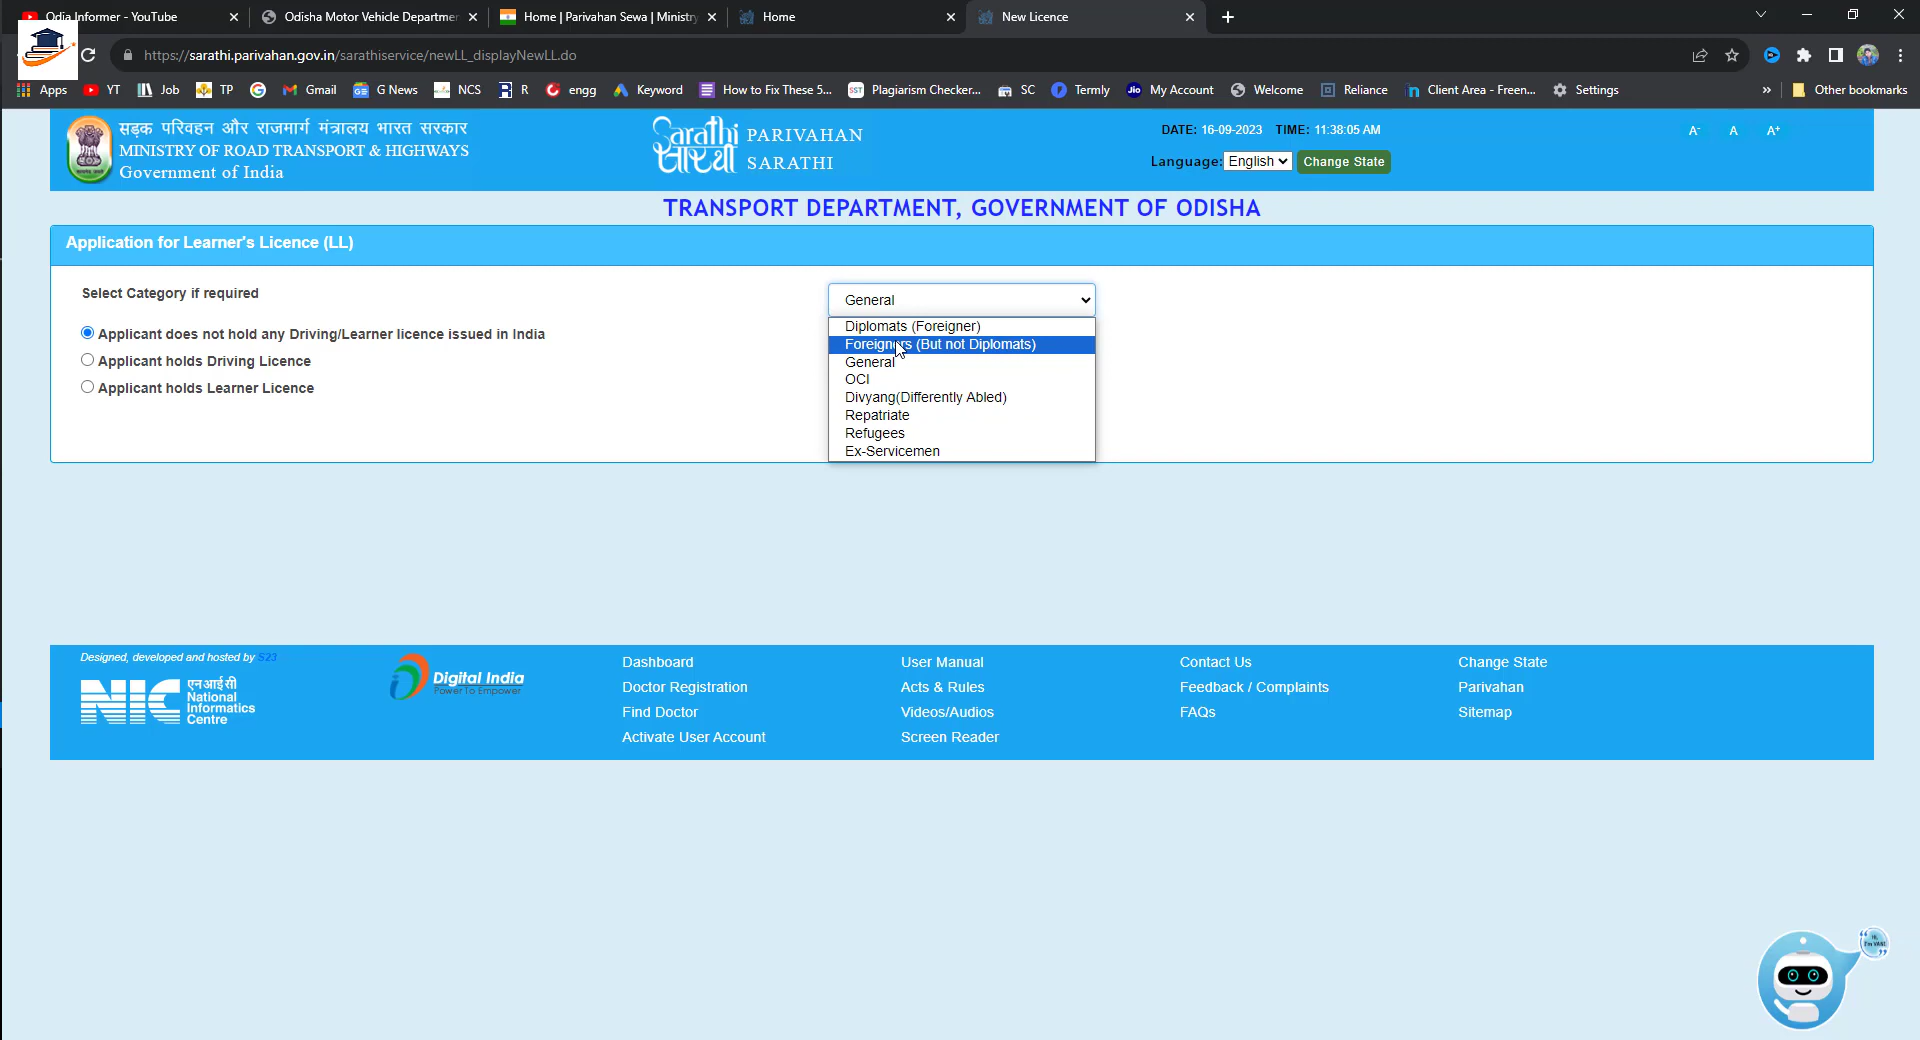 Odia Informer - YouTube
Odisha Motor Vehicle Departmen
Home | Parivahan Sewa | Ministry
Home
New Licence
https://sarathi.parivahan.gov.in/sarathiservice/newLL_displayNewLL.do
Apps
YT
Job
TP
Gmail
G News
NCS
R
engg
Keyword
How to Fix These 5...
SST
Plagiarism Checker...
SC
Termly
Jio
My Account
Welcome
Reliance
Client Area - Freen...
Settings
»
Other bookmarks
सड़क परिवहन और राजमार्ग मंत्रालय भारत सरकार
MINISTRY OF ROAD TRANSPORT & HIGHWAYS
Government of India
Sarathi
सारथी
PARIVAHAN
SARATHI
DATE: 16-09-2023 TIME: 11:38:05 AM
Language: English Change State
A- A A+
TRANSPORT DEPARTMENT, GOVERNMENT OF ODISHA
Application for Learner's Licence (LL)
Select Category if required
General
Applicant does not hold any Driving/Learner licence issued in India
Applicant holds Driving Licence
Applicant holds Learner Licence
Diplomats (Foreigner)
Foreigners (But not Diplomats)
General
OCI
Divyang(Differently Abled)
Repatriate
Refugees
Ex-Servicemen
Designed, developed and hosted by S23
NIC
एनआईसी
National
Informatics
Centre
Digital India
Power To Empower
Dashboard
Doctor Registration
Find Doctor
Activate User Account
User Manual
Acts & Rules
Videos/Audios
Screen Reader
Contact Us
Feedback / Complaints
FAQs
Change State
Parivahan
Sitemap
Hi,
I'm VANI